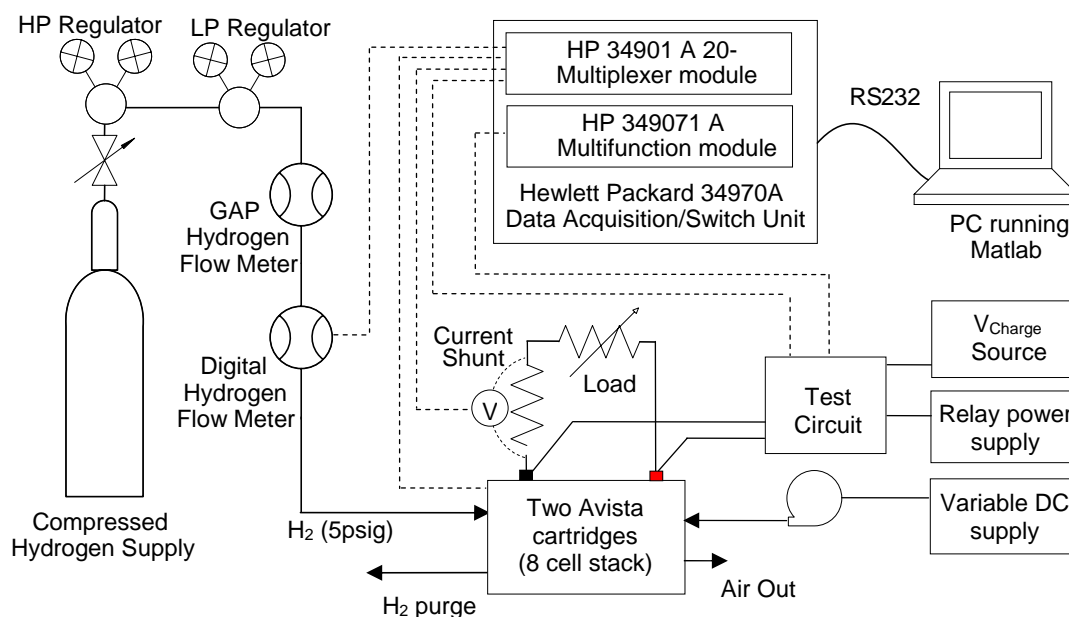 HP Regulator
LP Regulator
HP 34901 A 20-
Multiplexer module
HP 349071 A
Multifunction module
Hewlett Packard 34970A
Data Acquisition/Switch Unit
RS232
PC running
Matlab
GAP
Hydrogen
Flow Meter
Digital
Hydrogen
Flow Meter
Current
Shunt
V
Load
Test
Circuit
VCharge
Source
Relay power
supply
Variable DC
supply
Two Avista
cartridges
(8 cell stack)
Compressed
Hydrogen Supply
H2 (5psig)
H2 purge
Air Out